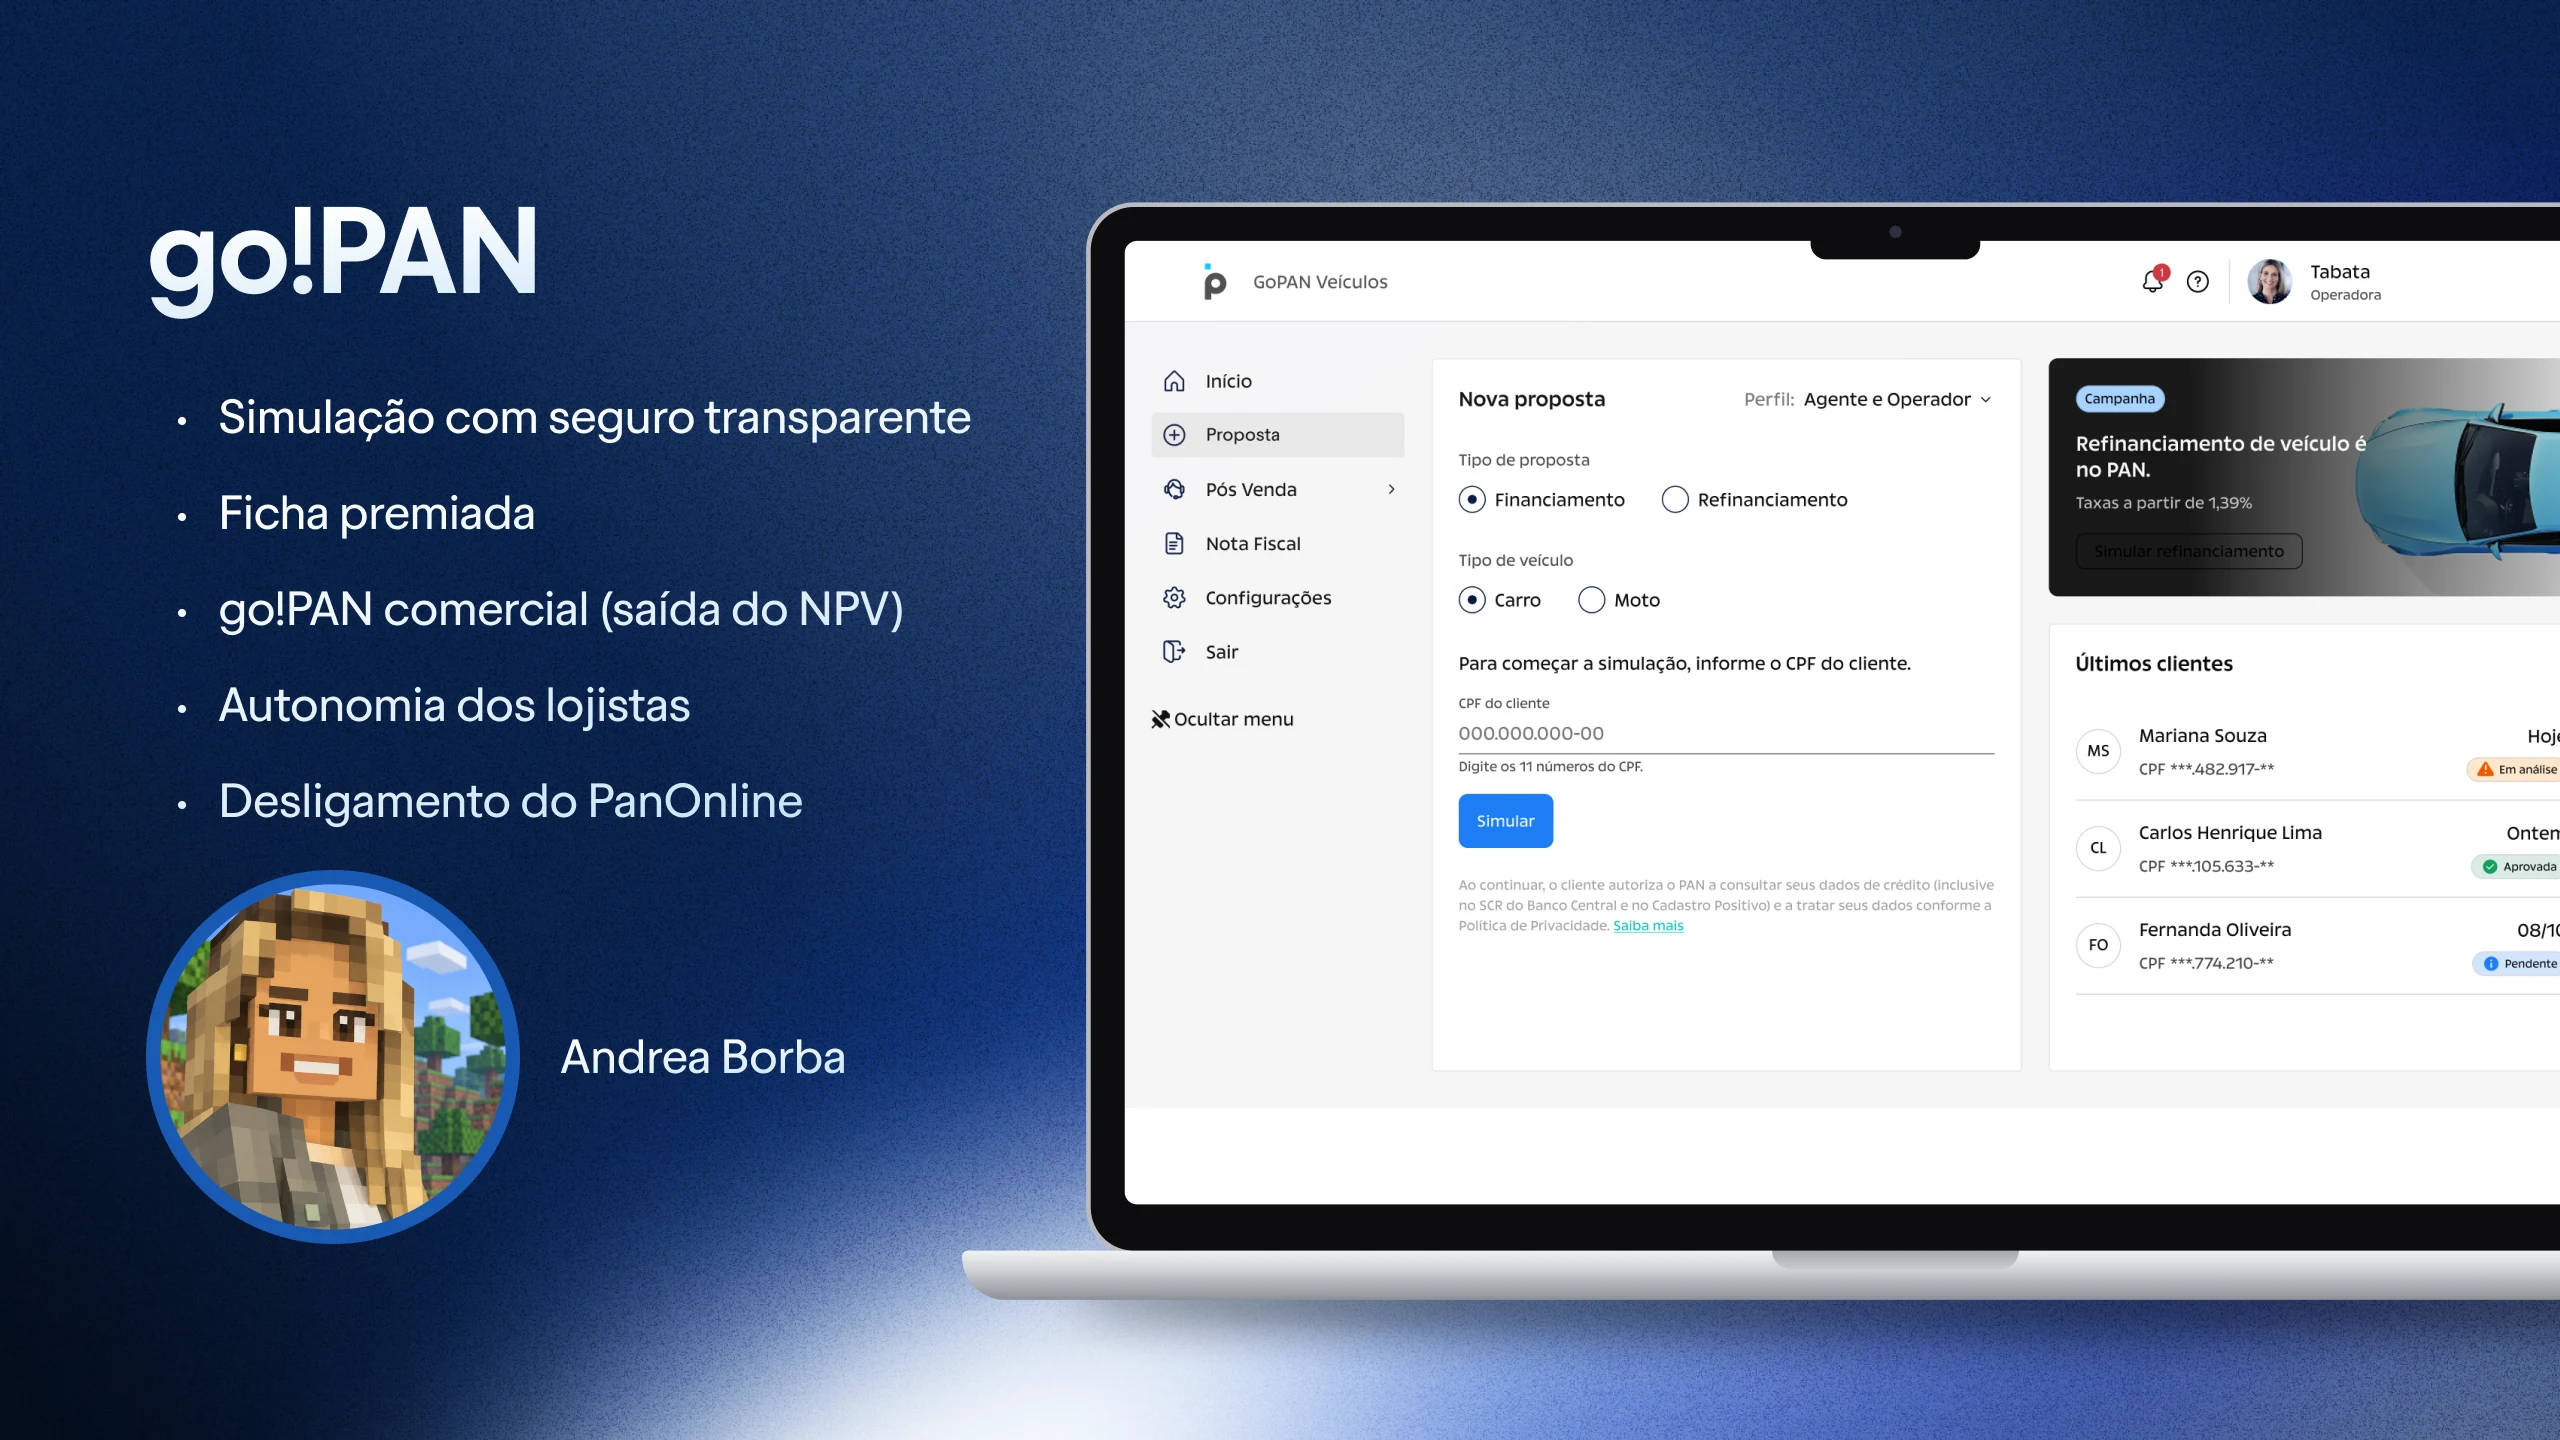 go!PAN
• Simulação com seguro transparente
• Ficha premiada
• go!PAN comercial (saída do NPV)
• Autonomia dos lojistas
• Desligamento do PanOnline
Andrea Borba
GoPAN Veículos
1
Tabata
Operadora
Início
Proposta
Pós Venda
Nota Fiscal
Configurações
Sair
Ocultar menu
Nova proposta
Perfil: Agente e Operador
Tipo de proposta
Financiamento Refinanciamento
Tipo de veículo
Carro Moto
Para começar a simulação, informe o CPF do cliente.
CPF do cliente
000.000.000-00
Digite os 11 números do CPF.
Simular
Ao continuar, o cliente autoriza o PAN a consultar seus dados de crédito (inclusive
no SCR do Banco Central e no Cadastro Positivo) e a tratar seus dados conforme a
Política de Privacidade. Saiba mais
Campanha
Refinanciamento de veículo é
no PAN.
Taxas a partir de 1,39%
Simular refinanciamento
Últimos clientes
MS
Mariana Souza
Hoje
CPF ***.482.917-**
Em análise
CL
Carlos Henrique Lima
Ontem
CPF ***.105.633-**
Aprovada
FO
Fernanda Oliveira
08/10
CPF ***.774.210-**
Pendente